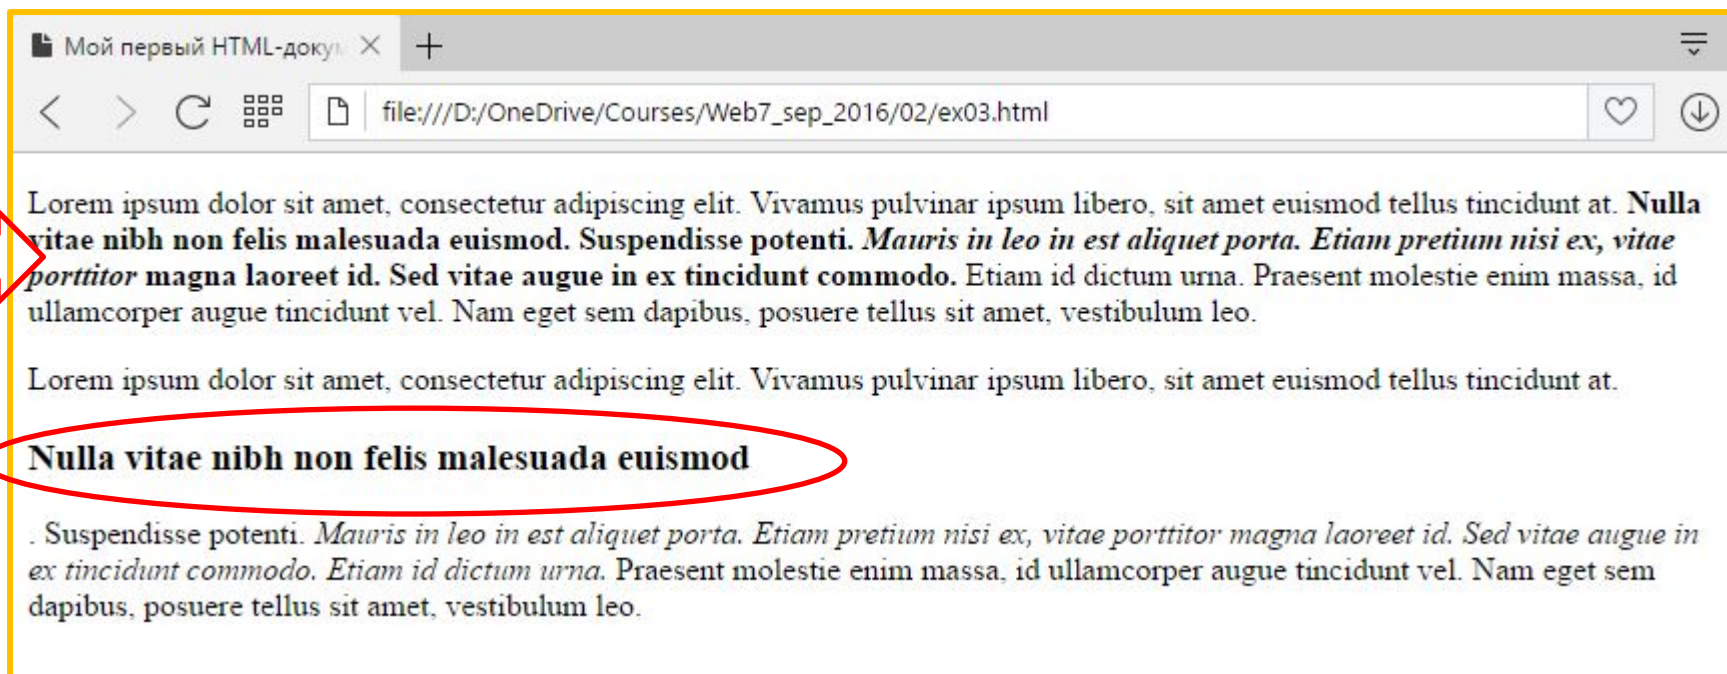 Мой первый HTML-доку
file:///D:/OneDrive/Courses/Web7_sep_2016/02/ex03.html
Lorem ipsum dolor sit amet, consectetur adipiscing elit. Vivamus pulvinar ipsum libero, sit amet euismod tellus tincidunt at. Nulla
vitae nibh non felis malesuada euismod. Suspendisse potenti. Mauris in leo in est aliquet porta. Etiam pretium nisi ex, vitae
porttitor magna laoreet id. Sed vitae augue in ex tincidunt commodo. Etiam id dictum urna. Praesent molestie enim massa, id
ullamcorper augue tincidunt vel. Nam eget sem dapibus, posuere tellus sit amet, vestibulum leo.
Lorem ipsum dolor sit amet, consectetur adipiscing elit. Vivamus pulvinar ipsum libero, sit amet euismod tellus tincidunt at.
Nulla vitae nibh non felis malesuada euismod
. Suspendisse potenti. Mauris in leo in est aliquet porta. Etiam pretium nisi ex, vitae porttitor magna laoreet id. Sed vitae augue in
ex tincidunt commodo. Etiam id dictum urna. Praesent molestie enim massa, id ullamcorper augue tincidunt vel. Nam eget sem
dapibus, posuere tellus sit amet, vestibulum leo.